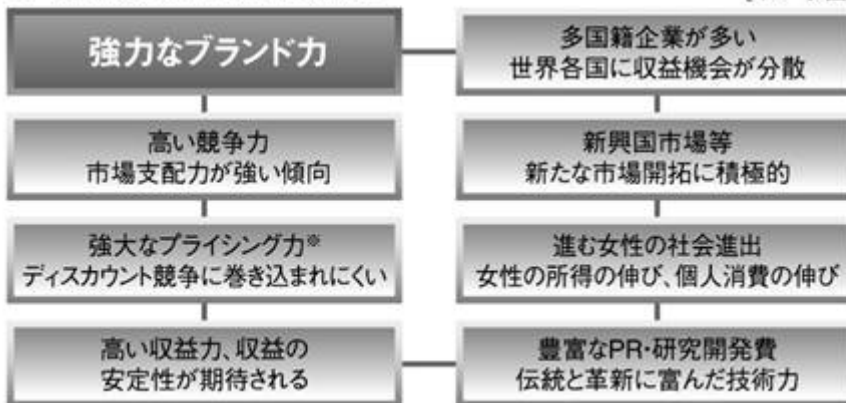 強力なブランド力
多国籍企業が多い
世界各国に収益機会が分散
高い競争力
市場支配力が強い傾向
新興国市場等
新たな市場開拓に積極的
強大なプライシング力※
ディスカウント競争に巻き込まれにくい
進む女性の社会進出
女性の所得の伸び、個人消費の伸び
高い収益力、収益の
安定性が期待される
豊富なPR・研究開発費
伝統と革新に富んだ技術力